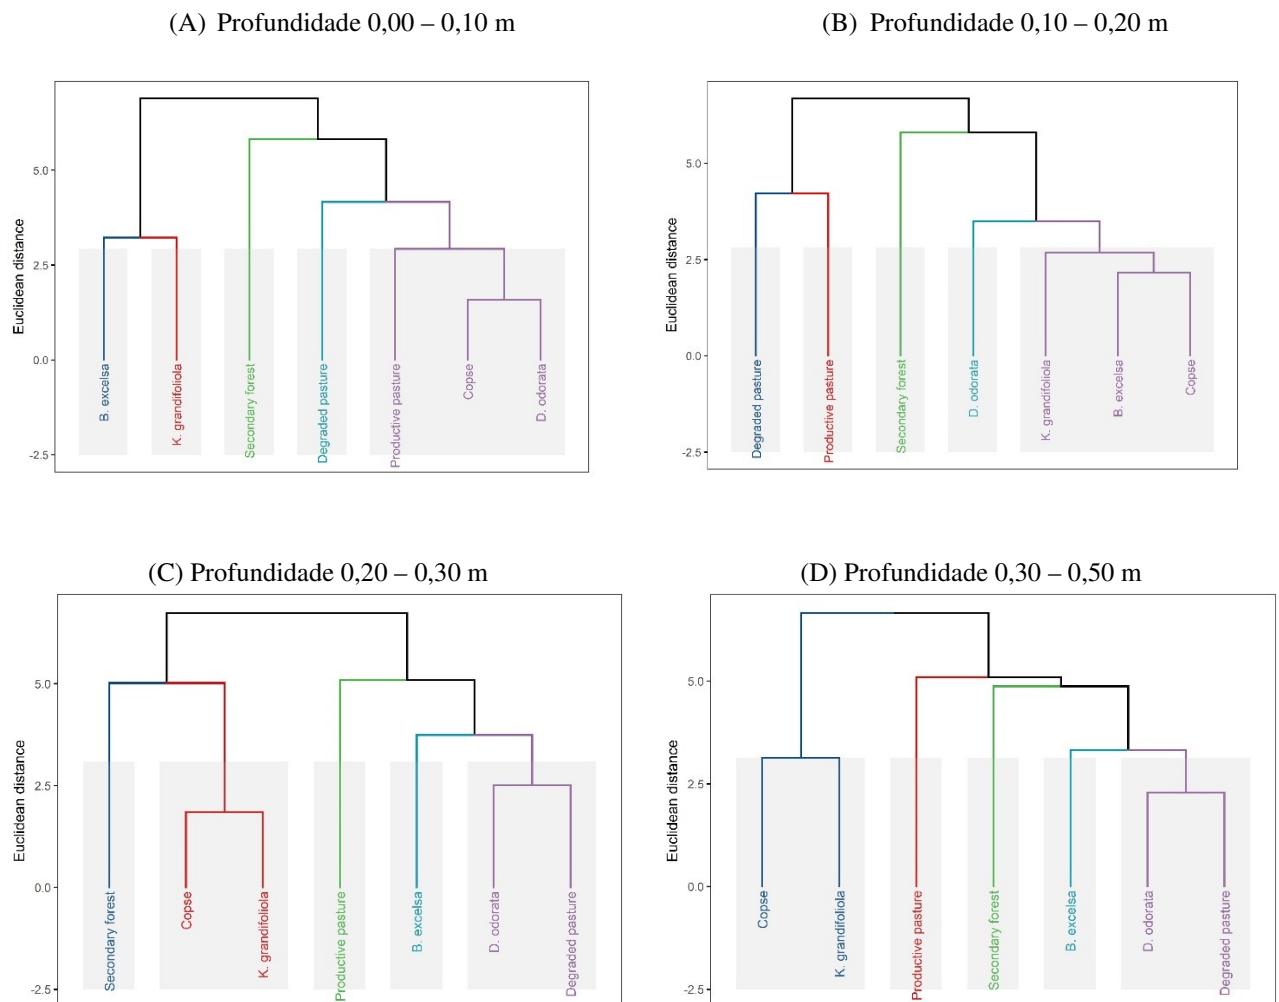 (A) Profundidade 0,00 – 0,10 m
Euclidean distance
5.0
2.5
0.0
-2.5
B. excelsa
K. grandifoliola
Secondary forest
Degraded pasture
Productive pasture
Copse
D. odorata
(B) Profundidade 0,10 – 0,20 m
Euclidean distance
5.0
2.5
0.0
-2.5
Degraded pasture
Productive pasture
Secondary forest
D. odorata
K. grandifoliola
B. excelsa
Copse
(C) Profundidade 0,20 – 0,30 m
Euclidean distance
5.0
2.5
0.0
-2.5
Secondary forest
Copse
K. grandifoliola
Productive pasture
B. excelsa
D. odorata
Degraded pasture
(D) Profundidade 0,30 – 0,50 m
Euclidean distance
5.0
2.5
0.0
-2.5
Copse
K. grandifoliola
Productive pasture
Secondary forest
B. excelsa
D. odorata
Degraded pasture